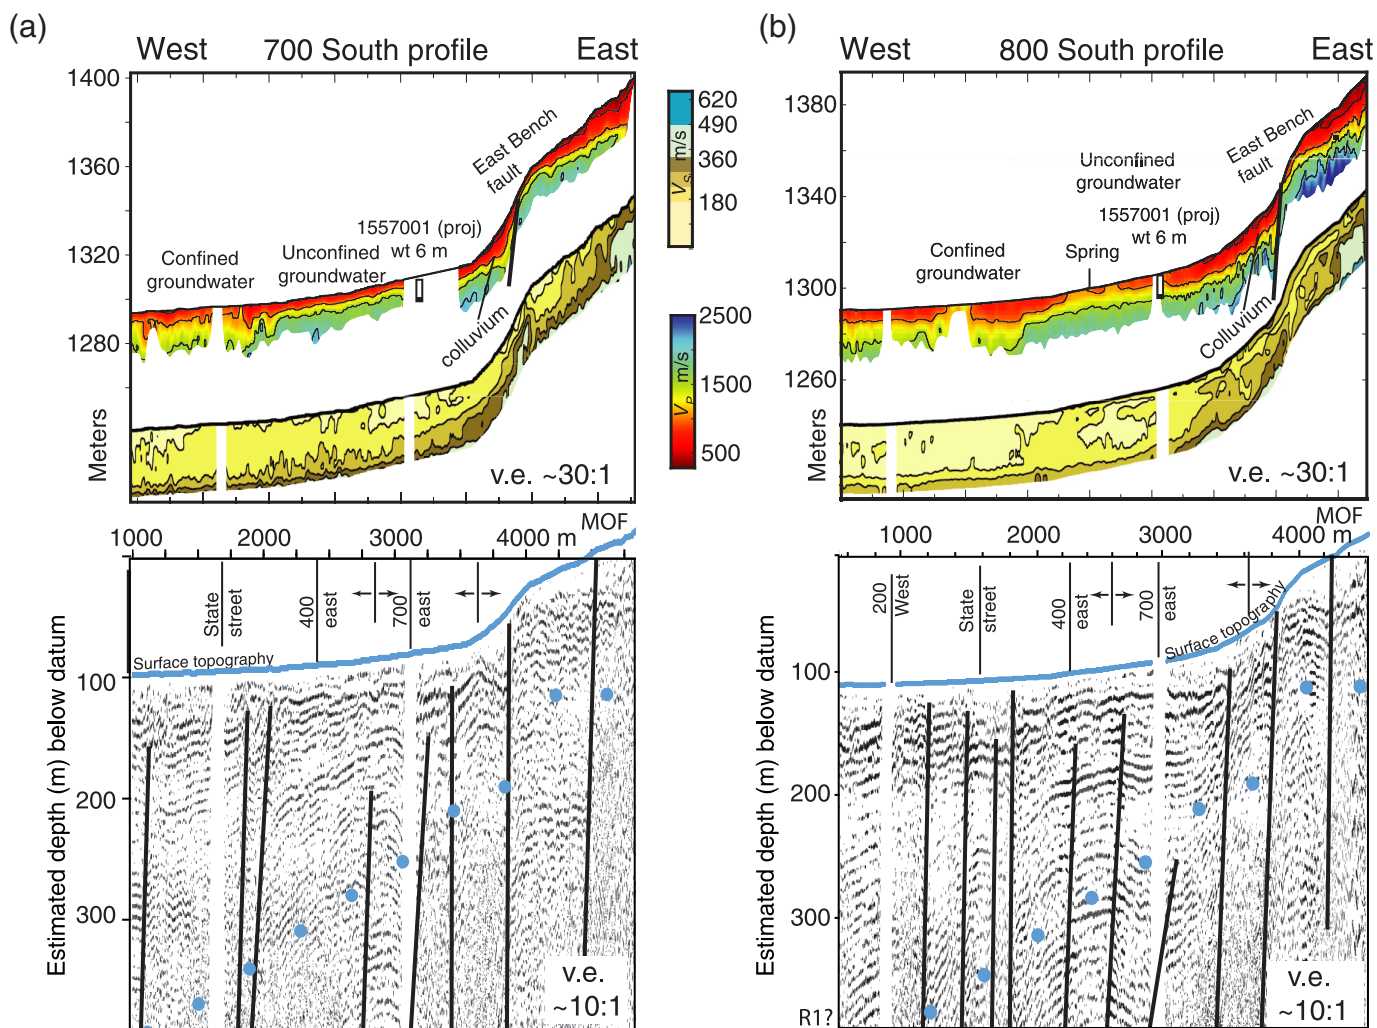 (a)
West 700 South profile East
1400
1360
1320
1280
Meters
East Bench
fault
1557001 (proj)
wt 6 m
Confined
groundwater
Unconfined
groundwater
colluvium
v.e. ~30:1
620
490
360
180
Vs, m/s
2500
1500
500
VP m/s
MOF
1000 2000 3000 4000 m
State
street
400
east
700
east
Surface topography
100
200
300
Estimated depth (m) below datum
v.e.
~10:1
(b)
West 800 South profile East
1380
1340
1300
1260
Meters
East Bench
fault
Unconfined
groundwater
1557001 (proj)
wt 6 m
Confined
groundwater
Spring
Colluvium
v.e. ~30:1
MOF
1000 2000 3000 4000 m
200
West
State
street
400
east
700
east
Surface topography
100
200
300
R1?
Estimated depth (m) below datum
v.e.
~10:1